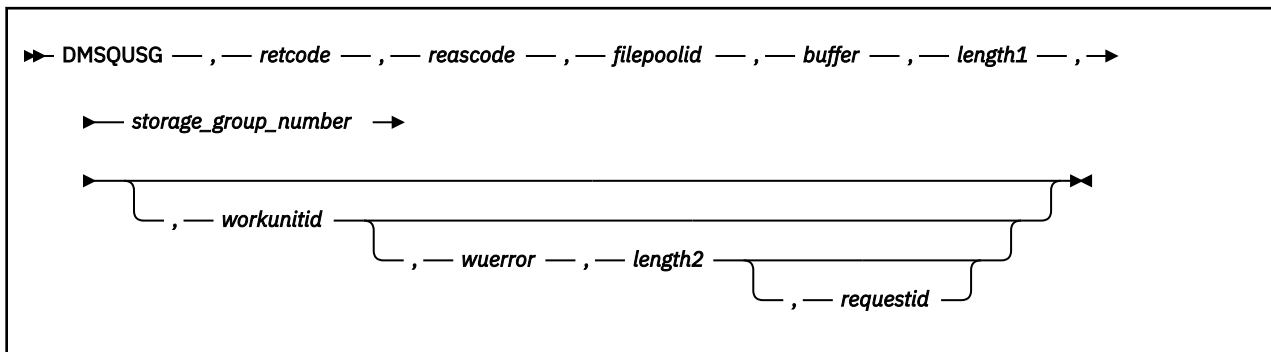 DMSQUSG , retcode , reascode , filepoolid , buffer , length1 ,
storage_group_number
, workunitid
, wuerror , length2
, requestid